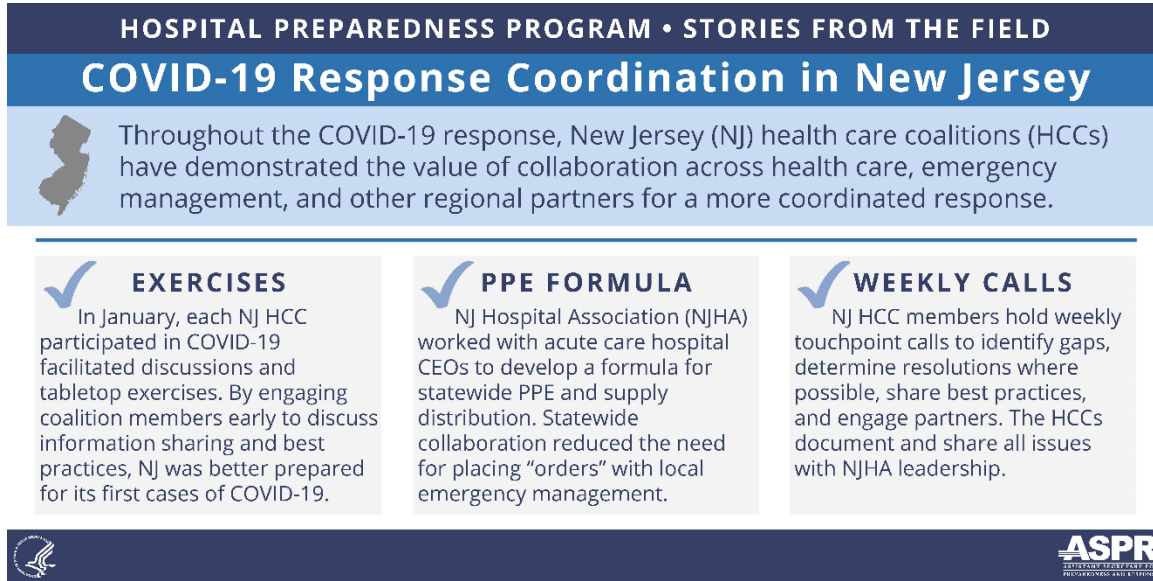 HOSPITAL PREPAREDNESS PROGRAM • STORIES FROM THE FIELD
COVID-19 Response Coordination in New Jersey
Throughout the COVID-19 response, New Jersey (NJ) health care coalitions (HCCs)
have demonstrated the value of collaboration across health care, emergency
management, and other regional partners for a more coordinated response.
EXERCISES
In January, each NJ HCC
participated in COVID-19
facilitated discussions and
tabletop exercises. By engaging
coalition members early to discuss
information sharing and best
practices, NJ was better prepared
for its first cases of COVID-19.
PPE FORMULA
NJ Hospital Association (NJHA)
worked with acute care hospital
CEOs to develop a formula for
statewide PPE and supply
distribution. Statewide
collaboration reduced the need
for placing “orders” with local
emergency management.
WEEKLY CALLS
NJ HCC members hold weekly
touchpoint calls to identify gaps,
determine resolutions where
possible, share best practices,
and engage partners. The HCCs
document and share all issues
with NJHA leadership.
ASPR
ASSISTANT SECRETARY FO
PREPAREDNESS AND RESPON